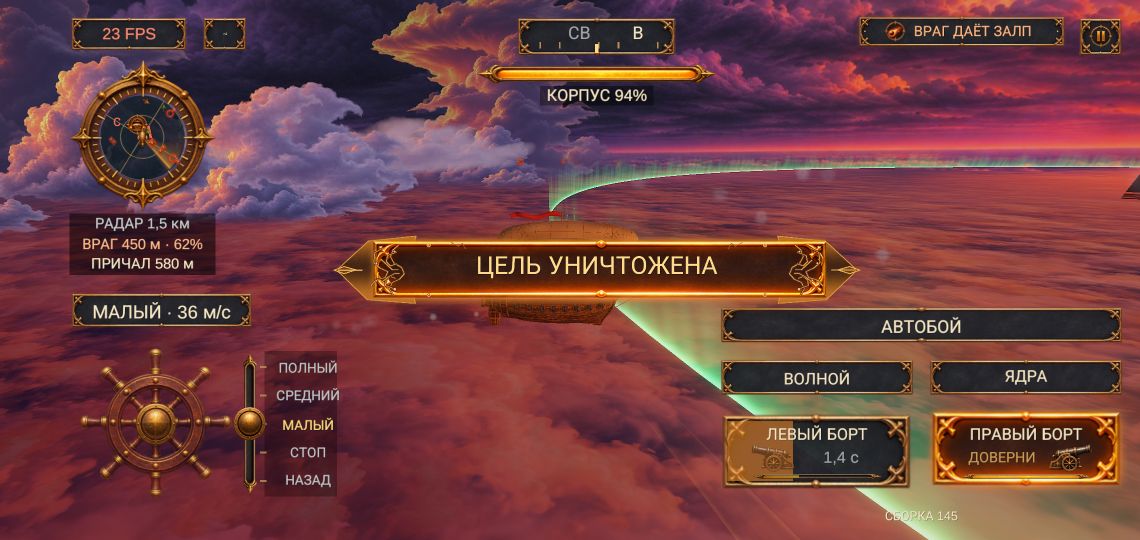 23 FPS
СВ В
ВРАГ ДАЁТ ЗАЛП
КОРПУС 94%
С
РАДАР 1,5 км
ВРАГ 450 м · 62%
ПРИЧАЛ 580 м
ЦЕЛЬ УНИЧТОЖЕНА
МАЛЫЙ · 36 м/с
АВТОБОЙ
ПОЛНЫЙ
СРЕДНИЙ
МАЛЫЙ
СТОП
НАЗАД
ВОЛНОЙ
ЯДРА
ЛЕВЫЙ БОРТ
1,4 с
ПРАВЫЙ БОРТ
ДОВЕРНИ
СБОРКА 145